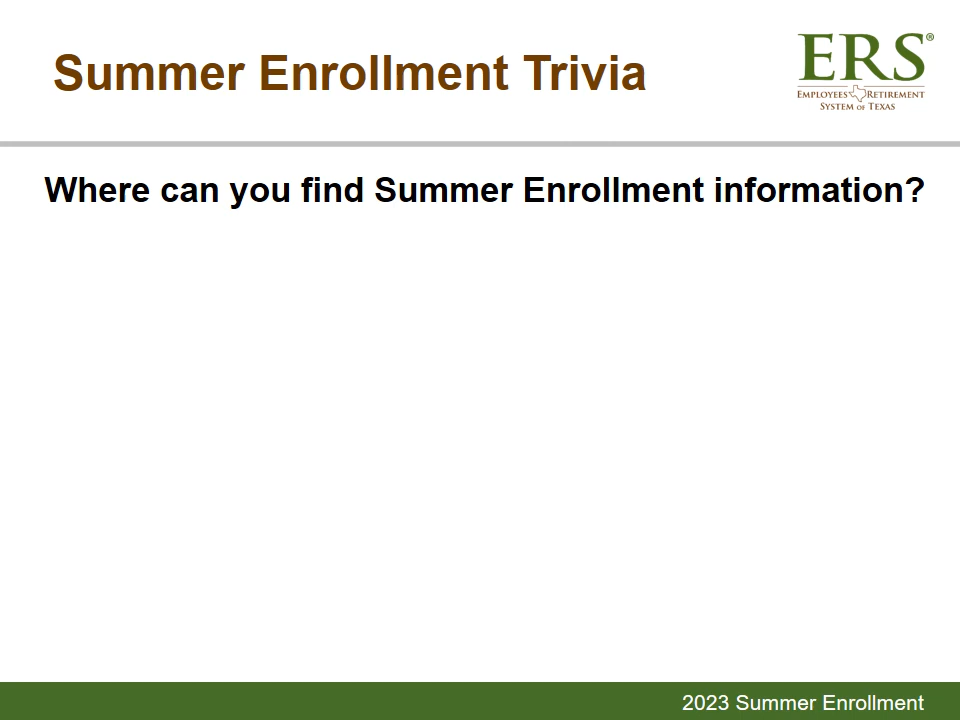 Summer Enrollment Trivia
ERS®
EMPLOYEES RETIREMENT
SYSTEM OF TEXAS
Where can you find Summer Enrollment information?
2023 Summer Enrollment